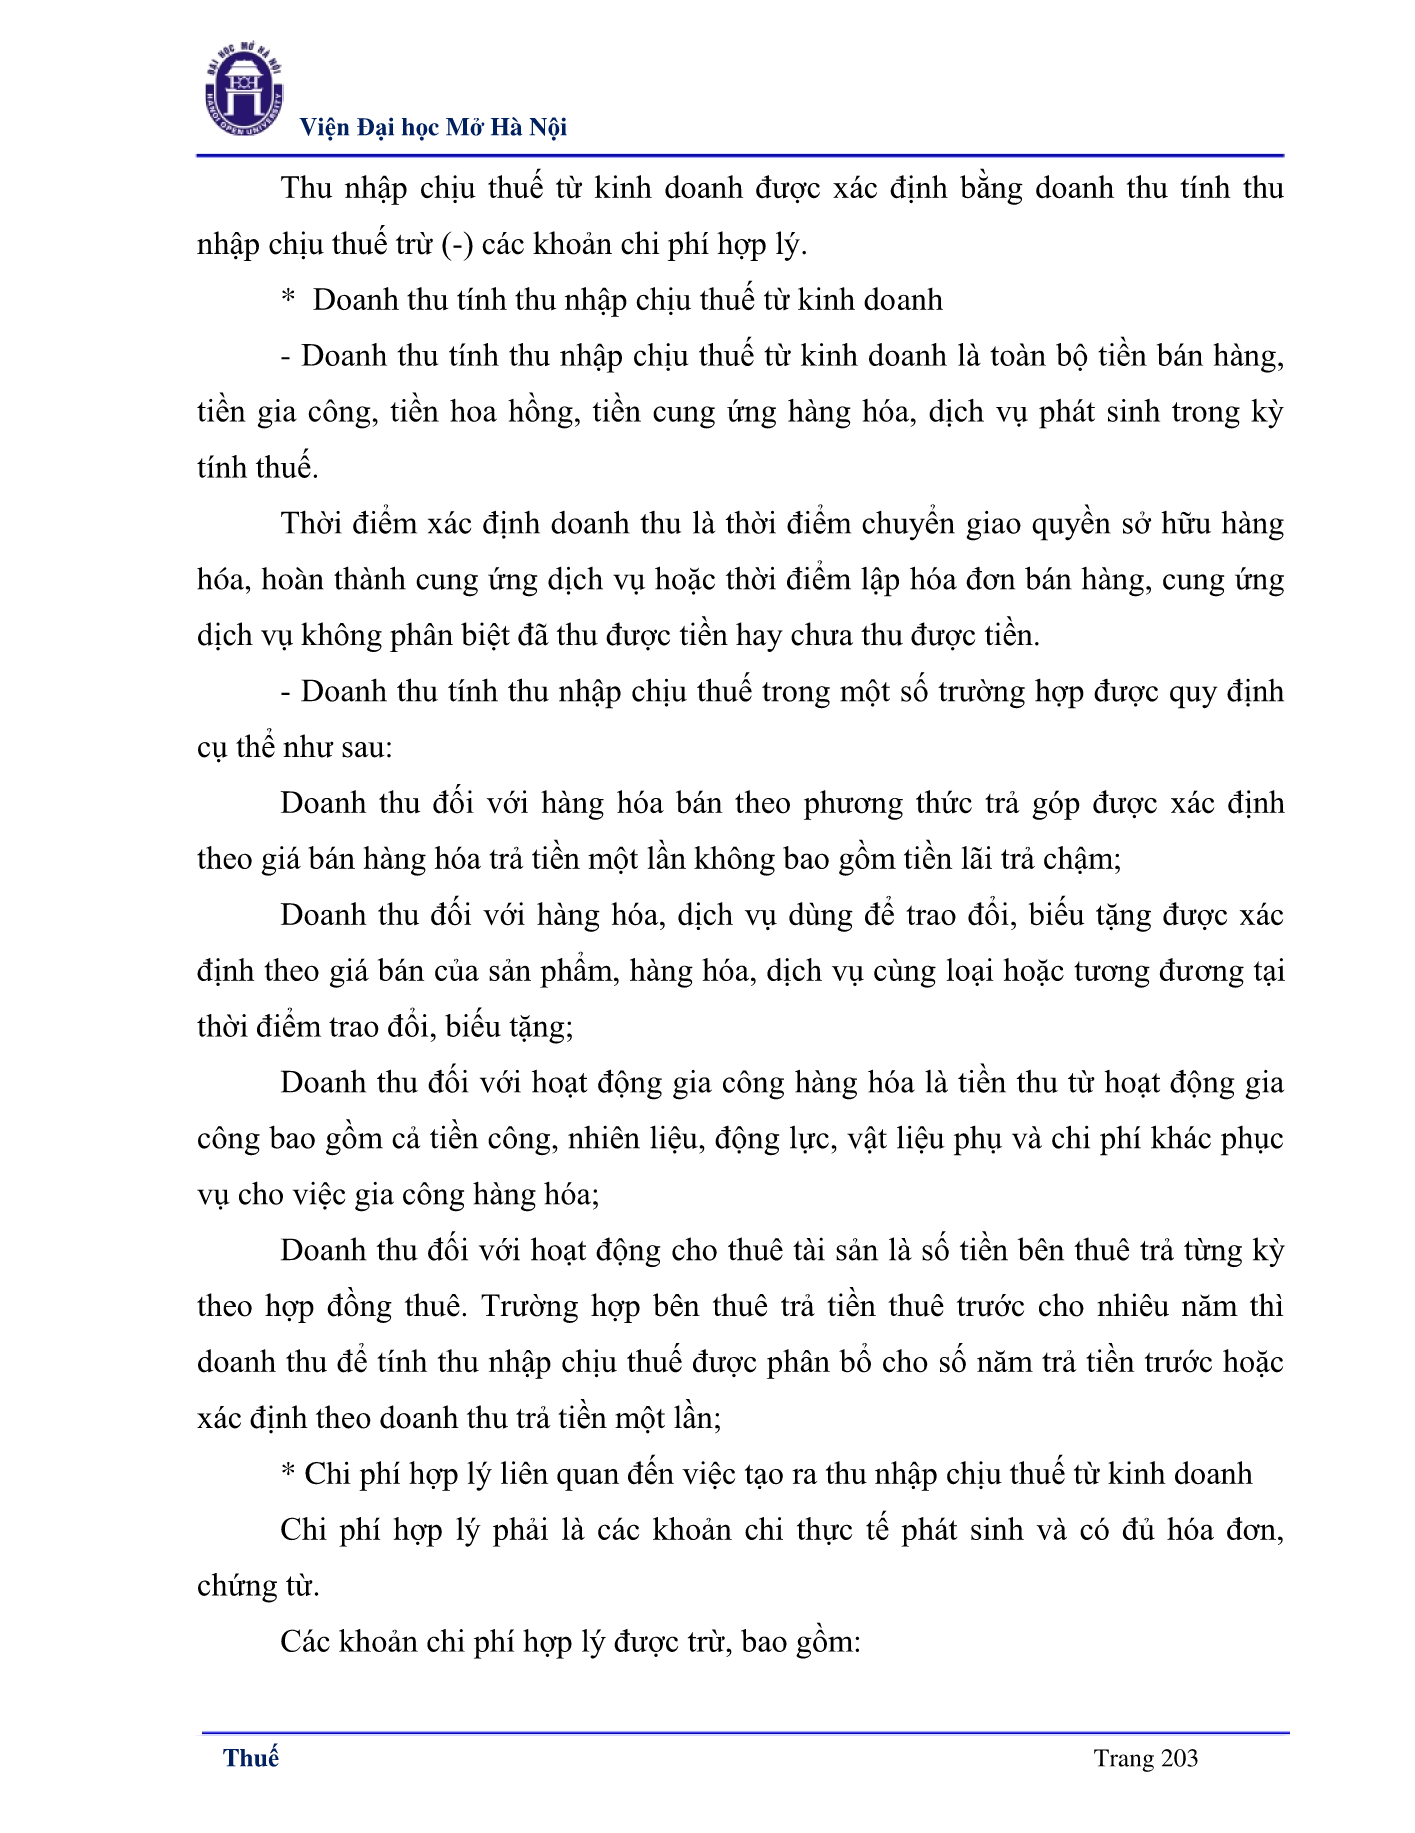 ĐẠI HỌC MỞ HÀ NỘI
HANOI OPEN UNIVERSITY
Viện Đại học Mở Hà Nội
Thu nhập chịu thuế từ kinh doanh được xác định bằng doanh thu tính thu
nhập chịu thuế trừ (-) các khoản chi phí hợp lý.
* Doanh thu tính thu nhập chịu thuế từ kinh doanh
- Doanh thu tính thu nhập chịu thuế từ kinh doanh là toàn bộ tiền bán hàng,
tiền gia công, tiền hoa hồng, tiền cung ứng hàng hóa, dịch vụ phát sinh trong kỳ
tính thuế.
Thời điểm xác định doanh thu là thời điểm chuyển giao quyền sở hữu hàng
hóa, hoàn thành cung ứng dịch vụ hoặc thời điểm lập hóa đơn bán hàng, cung ứng
dịch vụ không phân biệt đã thu được tiền hay chưa thu được tiền.
- Doanh thu tính thu nhập chịu thuế trong một số trường hợp được quy định
cụ thể như sau:
Doanh thu đối với hàng hóa bán theo phương thức trả góp được xác định
theo giá bán hàng hóa trả tiền một lần không bao gồm tiền lãi trả chậm;
Doanh thu đối với hàng hóa, dịch vụ dùng để trao đổi, biếu tặng được xác
định theo giá bán của sản phẩm, hàng hóa, dịch vụ cùng loại hoặc tương đương tại
thời điểm trao đổi, biếu tặng;
Doanh thu đối với hoạt động gia công hàng hóa là tiền thu từ hoạt động gia
công bao gồm cả tiền công, nhiên liệu, động lực, vật liệu phụ và chi phí khác phục
vụ cho việc gia công hàng hóa;
Doanh thu đối với hoạt động cho thuê tài sản là số tiền bên thuê trả từng kỳ
theo hợp đồng thuê. Trường hợp bên thuê trả tiền thuê trước cho nhiêu năm thì
doanh thu để tính thu nhập chịu thuế được phân bổ cho số năm trả tiền trước hoặc
xác định theo doanh thu trả tiền một lần;
* Chi phí hợp lý liên quan đến việc tạo ra thu nhập chịu thuế từ kinh doanh
Chi phí hợp lý phải là các khoản chi thực tế phát sinh và có đủ hóa đơn,
chứng từ.
Các khoản chi phí hợp lý được trừ, bao gồm:
Thuế
Trang 203